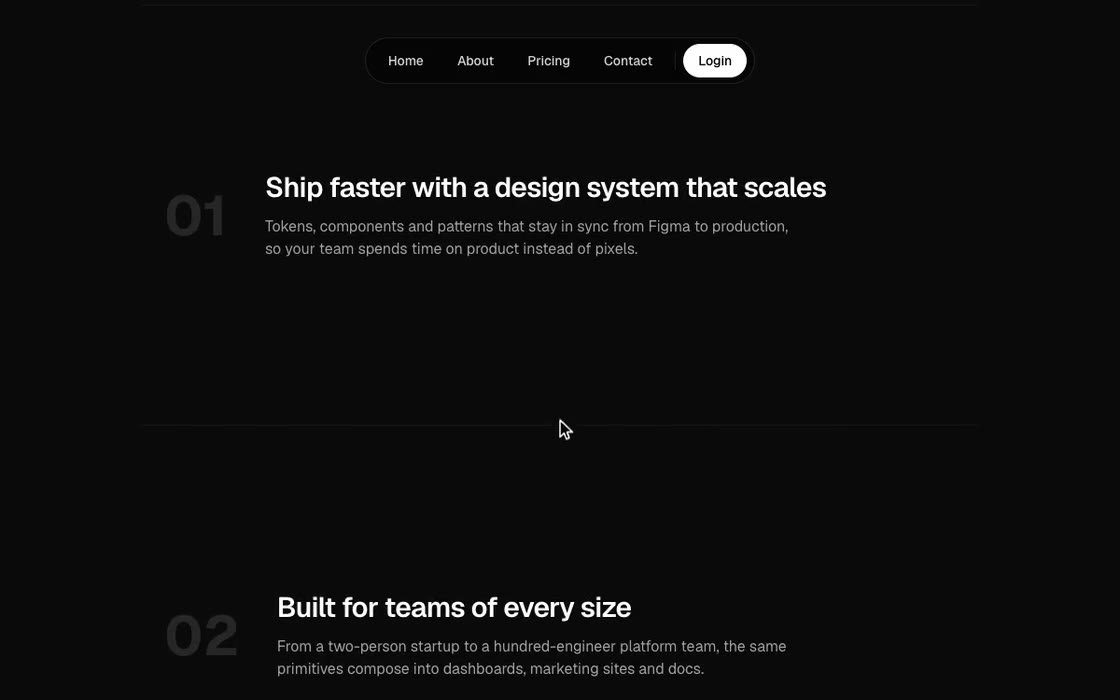 Home About Pricing Contact Login
01
Ship faster with a design system that scales
Tokens, components and patterns that stay in sync from Figma to production,
so your team spends time on product instead of pixels.
02
Built for teams of every size
From a two-person startup to a hundred-engineer platform team, the same
primitives compose into dashboards, marketing sites and docs.